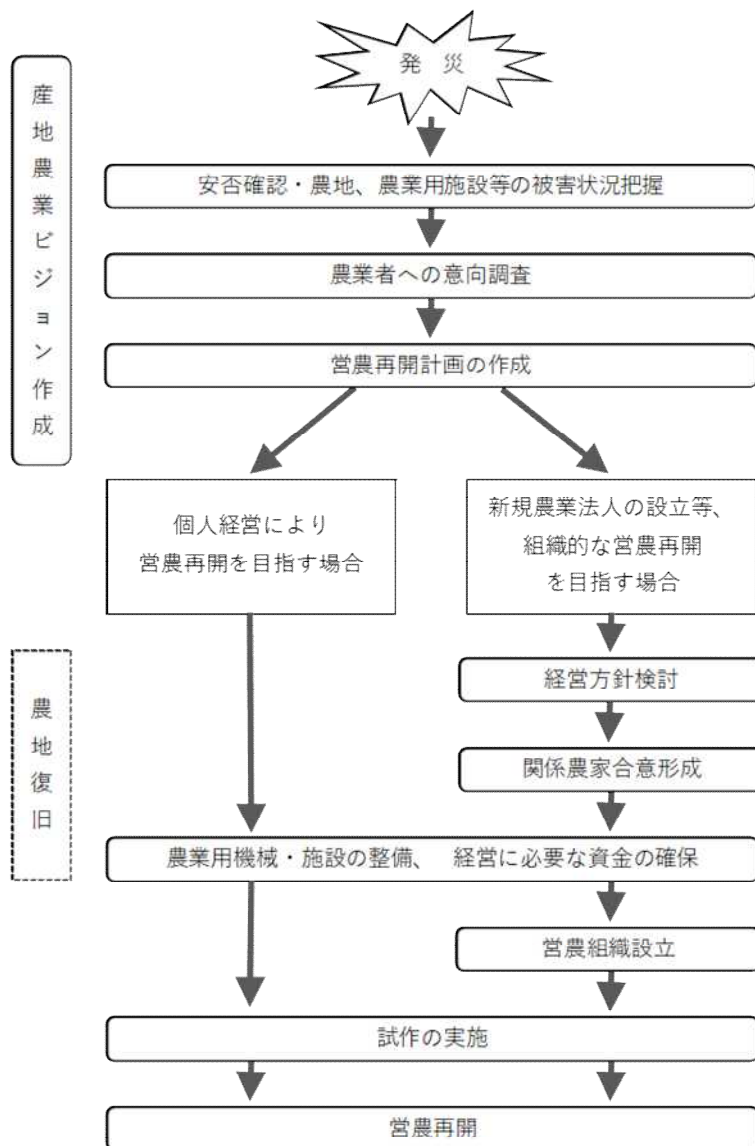 発 災
産地農業ビジョン作成
安否確認・農地、農業用施設等の被害状況把握
農業者への意向調査
営農再開計画の作成
個人経営により
営農再開を目指す場合
新規農業法人の設立等、
組織的な営農再開
を目指す場合
農地復旧
経営方針検討
関係農家合意形成
農業用機械・施設の整備、 経営に必要な資金の確保
営農組織設立
試作の実施
営農再開